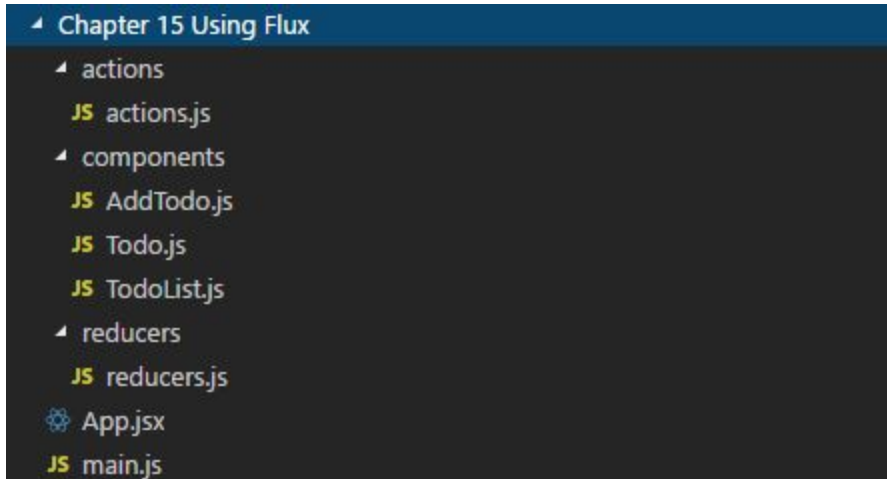 Chapter 15 Using Flux
actions
JS actions.js
components
JS AddTodo.js
JS Todo.js
JS TodoList.js
reducers
JS reducers.js
App.jsx
JS main.js